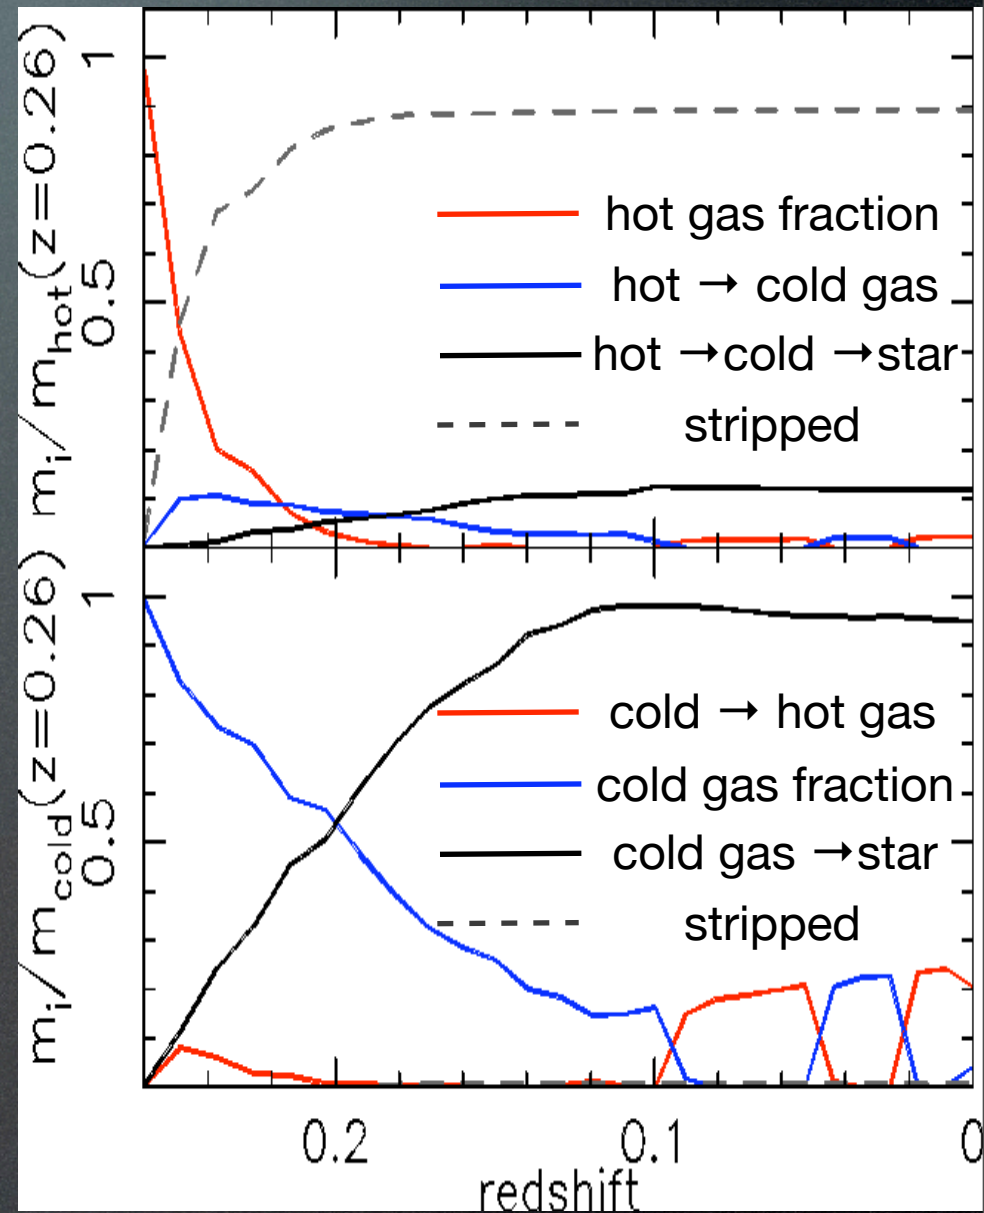 m_i/m_hot(z=0.26)
1
0.5
hot gas fraction
hot → cold gas
hot →cold →star
stripped
m_i/m_cold(z=0.26)
1
0.5
cold → hot gas
cold gas fraction
cold gas →star
stripped
0.2 0.1 0
redshift